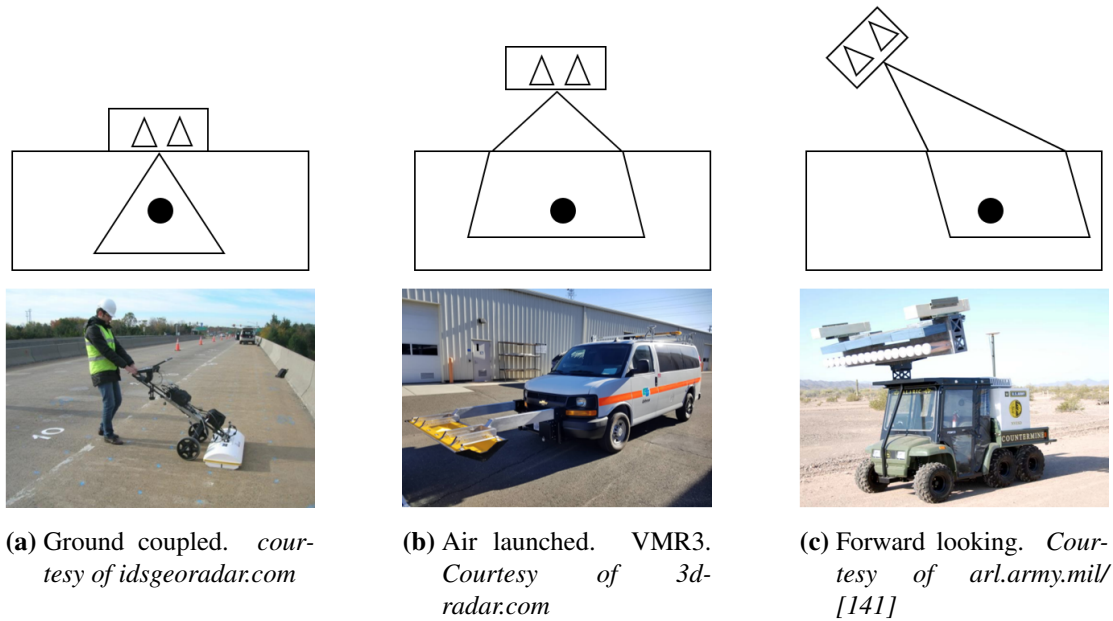 10
COUNTERMINE
(a) Ground coupled. cour-
tesy of idsgeoradar.com
(b) Air launched. VMR3.
Courtesy of 3d-
radar.com
(c) Forward looking. Cour-
tesy of arl.army.mil/
[141]